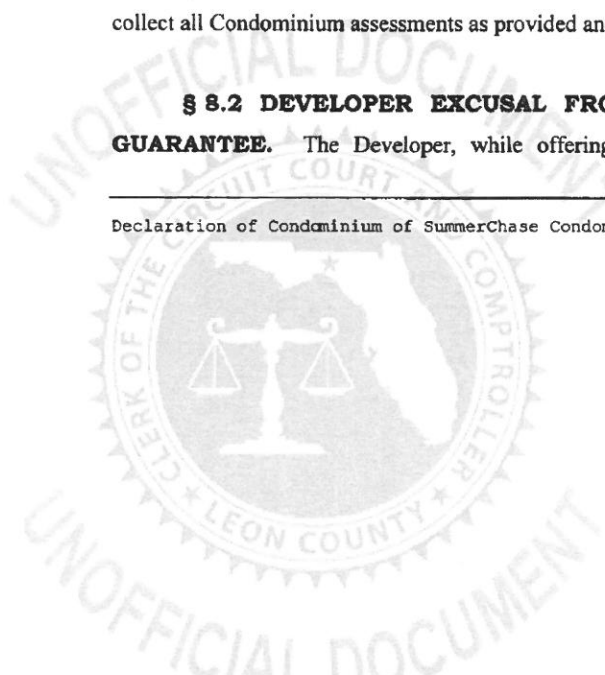 collect all Condominium assessments as provided an
§ 8.2 DEVELOPER EXCUSAL FRO
GUARANTEE. The Developer, while offering
Declaration of Condominium of SummerChase Condor
UNOFFICIAL DOCUMENT
CLERK OF THE CIRCUIT COURT AND COMPTROLLER
LEON COUNTY
UNOFFICIAL DOCUMENT